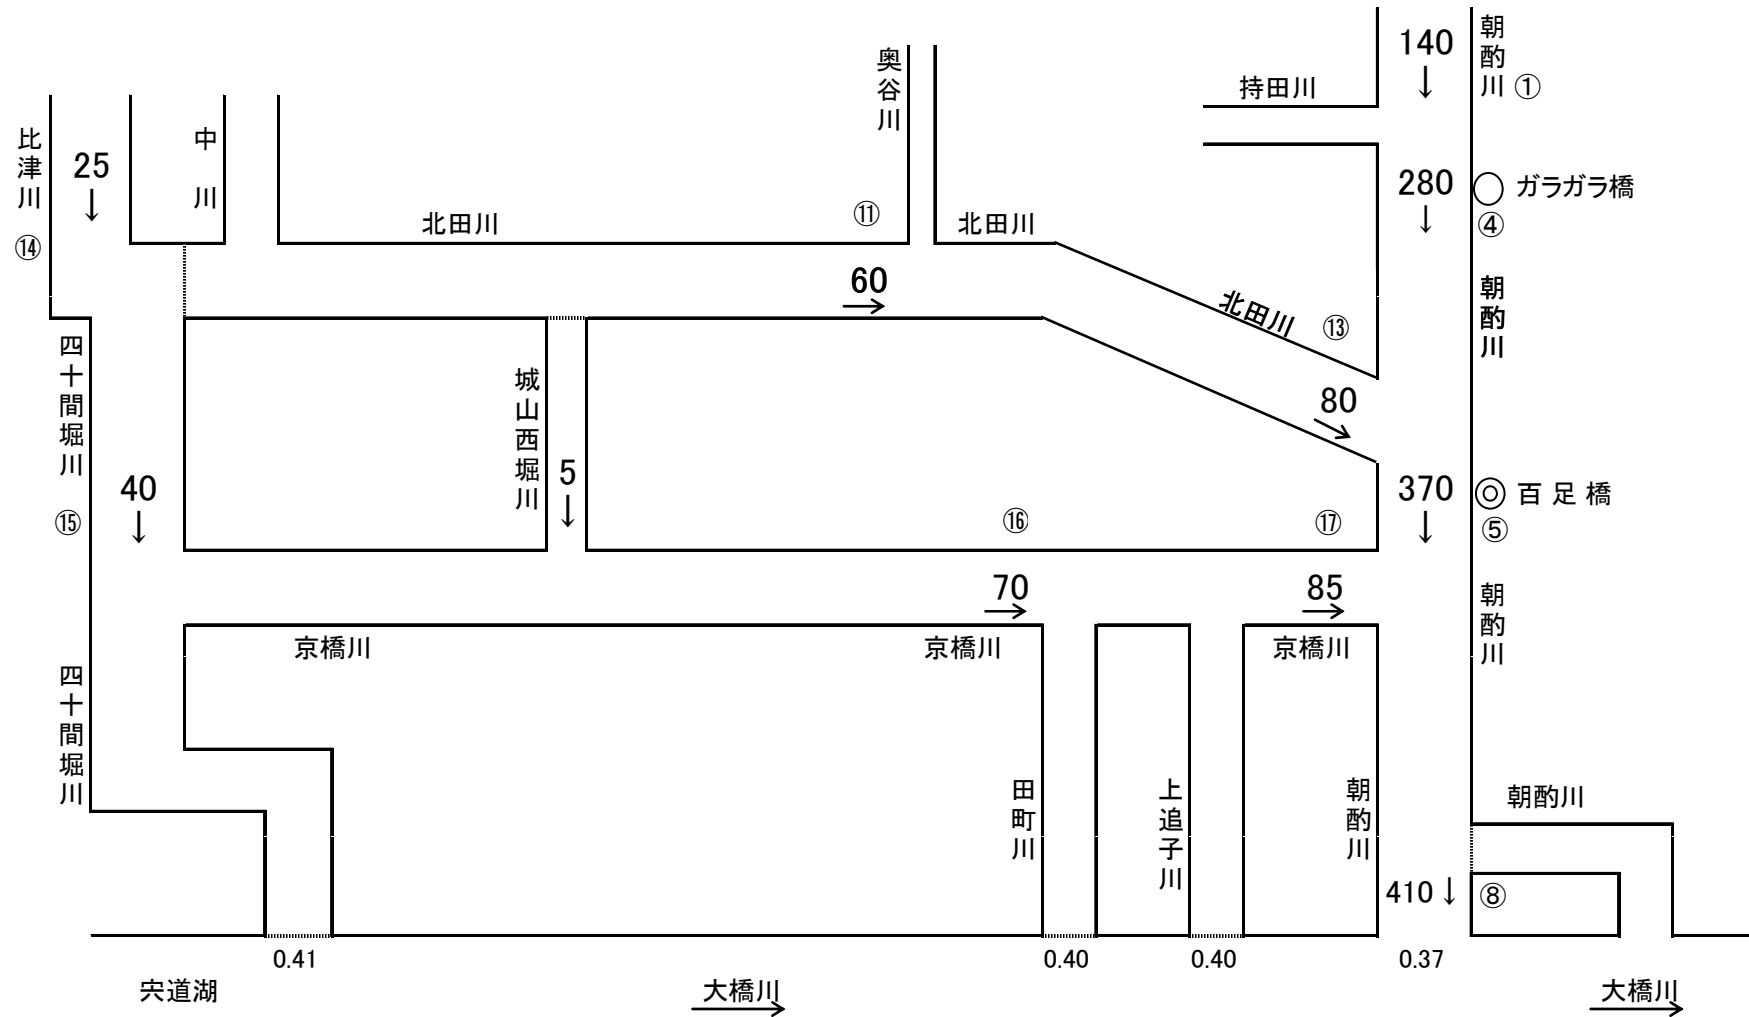 朝酌川 ①
140
↓
持田川
奥谷川
比津川
⑭
25
↓
中川
280
↓
ガラガラ橋
④
北田川
⑪
北田川
60
→
朝酌川
北田川
⑬
四十間堀川
⑮
城山西堀川
80
5
↓
40
↓
370
↓
百足橋
⑤
⑯
⑰
70
→
85
→
朝酌川
京橋川
京橋川
京橋川
四十間堀川
田町川
上追子川
朝酌川
朝酌川
410 ↓
⑧
0.41
0.40
0.40
0.37
宍道湖
大橋川
→
大橋川
→